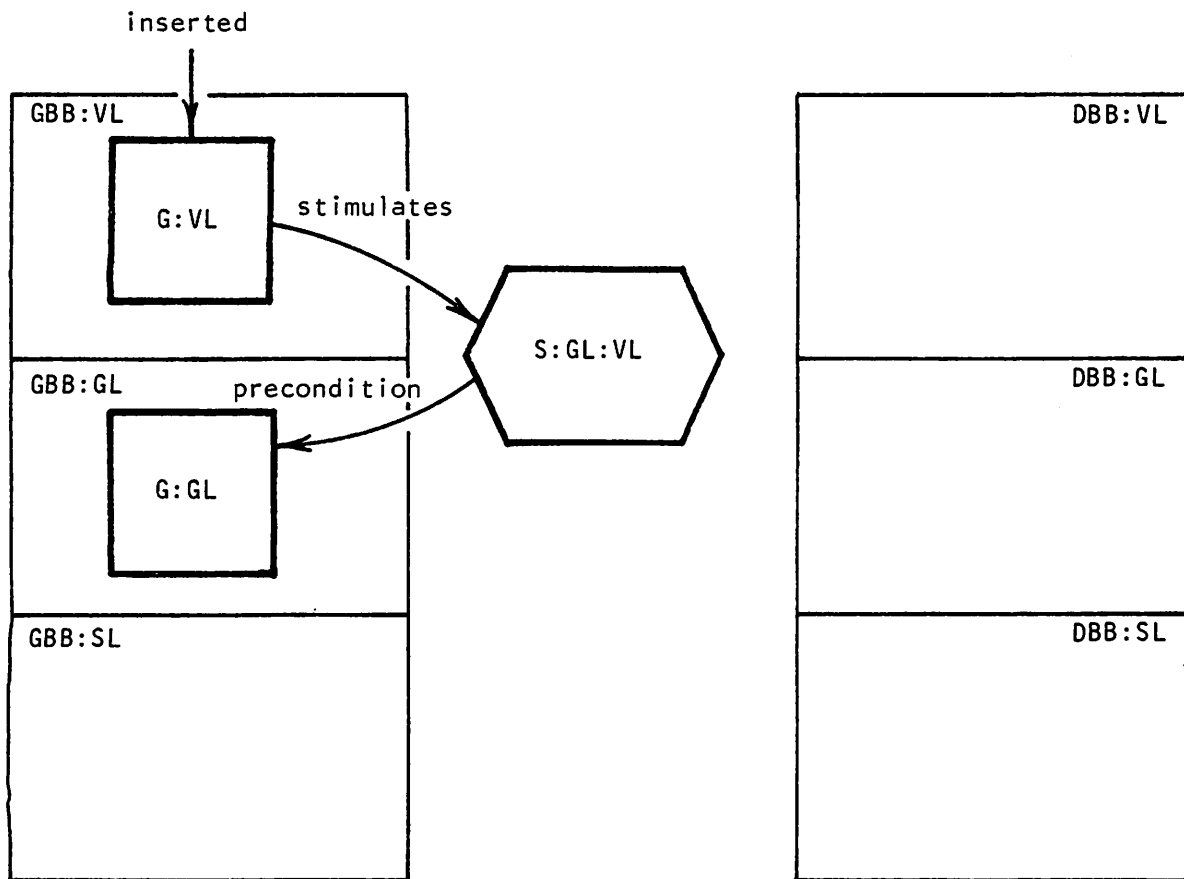 inserted
GBB:VL
DBB:VL
G:VL
stimulates
S:GL:VL
GBB:GL
DBB:GL
precondition
G:GL
GBB:SL
DBB:SL